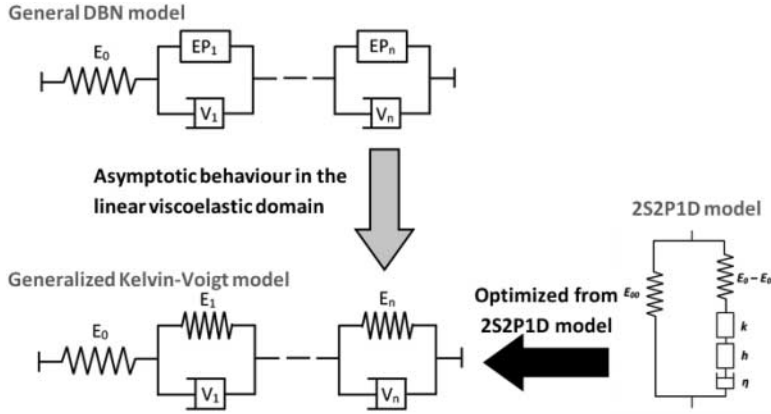 General DBN model
E0
EP1
EPn
V1
Vn
Asymptotic behaviour in the
linear viscoelastic domain
2S2P1D model
Generalized Kelvin-Voigt model
E0
E1
En
V1
Vn
Optimized from
2S2P1D model
E00
E0 – E0
k
h
η